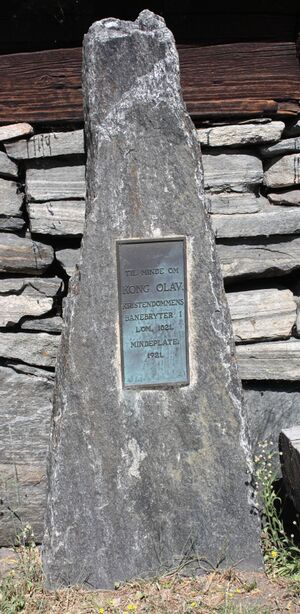 TIL MINDE OM
KONG OLAV,
KRISTENDOMMENS
BANEBRYTER I
LOM, 1021.
MINDEPLATE
1921.